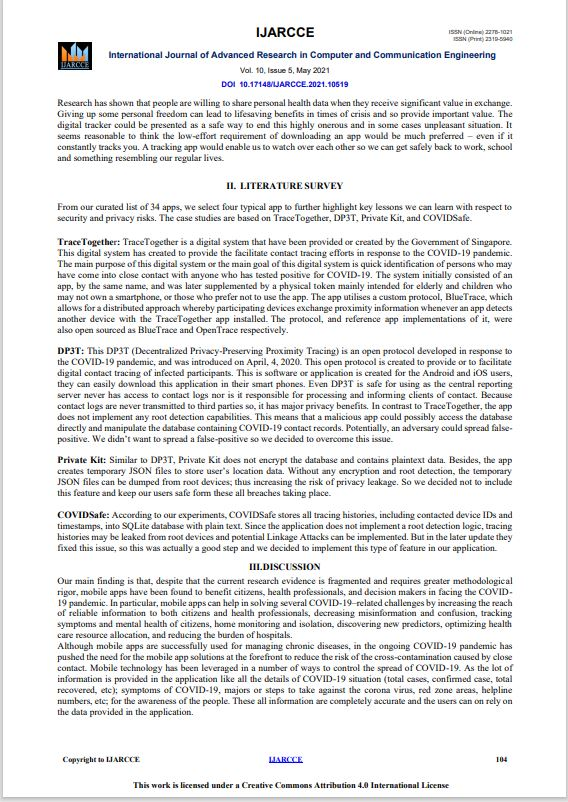 IJARCCE
ISSN (Online) 2278-1021
ISSN (Print) 2319-5940
IJARCCE
International Journal of Advanced Research in Computer and Communication Engineering
Vol. 10, Issue 5, May 2021
DOI 10.17148/IJARCCE.2021.10519
Research has shown that people are willing to share personal health data when they receive significant value in exchange.
Giving up some personal freedom can lead to lifesaving benefits in times of crisis and so provide important value. The
digital tracker could be presented as a safe way to end this highly onerous and in some cases unpleasant situation. It
seems reasonable to think the low-effort requirement of downloading an app would be much preferred – even if it
constantly tracks you. A tracking app would enable us to watch over each other so we can get safely back to work, school
and something resembling our regular lives.
II. LITERATURE SURVEY
From our curated list of 34 apps, we select four typical app to further highlight key lessons we can learn with respect to
security and privacy risks. The case studies are based on TraceTogether, DP3T, Private Kit, and COVIDSafe.
TraceTogether: TraceTogether is a digital system that have been provided or created by the Government of Singapore.
This digital system has created to provide the facilitate contact tracing efforts in response to the COVID-19 pandemic.
The main purpose of this digital system or the main goal of this digital system is quick identification of persons who may
have come into close contact with anyone who has tested positive for COVID-19. The system initially consisted of an
app, by the same name, and was later supplemented by a physical token mainly intended for elderly and children who
may not own a smartphone, or those who prefer not to use the app. The app utilises a custom protocol, BlueTrace, which
allows for a distributed approach whereby participating devices exchange proximity information whenever an app detects
another device with the TraceTogether app installed. The protocol, and reference app implementations of it, were
also open sourced as BlueTrace and OpenTrace respectively.
DP3T: This DP3T (Decentralized Privacy-Preserving Proximity Tracing) is an open protocol developed in response to
the COVID-19 pandemic, and was introduced on April, 4, 2020. This open protocol is created to provide or to facilitate
digital contact tracing of infected participants. This is software or application is created for the Android and iOS users,
they can easily download this application in their smart phones. Even DP3T is safe for using as the central reporting
server never has access to contact logs nor is it responsible for processing and informing clients of contact. Because
contact logs are never transmitted to third parties so, it has major privacy benefits. In contrast to TraceTogether, the app
does not implement any root detection capabilities. This means that a malicious app could possibly access the database
directly and manipulate the database containing COVID-19 contact records. Potentially, an adversary could spread false-
positive. We didn't want to spread a false-positive so we decided to overcome this issue.
Private Kit: Similar to DP3T, Private Kit does not encrypt the database and contains plaintext data. Besides, the app
creates temporary JSON files to store user's location data. Without any encryption and root detection, the temporary
JSON files can be dumped from root devices; thus increasing the risk of privacy leakage. So we decided not to include
this feature and keep our users safe form these all breaches taking place.
COVIDSafe: According to our experiments, COVIDSafe stores all tracing histories, including contacted device IDs and
timestamps, into SQLite database with plain text. Since the application does not implement a root detection logic, tracing
histories may be leaked from root devices and potential Linkage Attacks can be implemented. But in the later update they
fixed this issue, so this was actually a good step and we decided to implement this type of feature in our application.
III.DISCUSSION
Our main finding is that, despite that the current research evidence is fragmented and requires greater methodological
rigor, mobile apps have been found to benefit citizens, health professionals, and decision makers in facing the COVID-
19 pandemic. In particular, mobile apps can help in solving several COVID-19–related challenges by increasing the reach
of reliable information to both citizens and health professionals, decreasing misinformation and confusion, tracking
symptoms and mental health of citizens, home monitoring and isolation, discovering new predictors, optimizing health
care resource allocation, and reducing the burden of hospitals.
Although mobile apps are successfully used for managing chronic diseases, in the ongoing COVID-19 pandemic has
pushed the need for the mobile app solutions at the forefront to reduce the risk of the cross-contamination caused by close
contact. Mobile technology has been leveraged in a number of ways to control the spread of COVID-19. As the lot of
information is provided in the application like all the details of COVID-19 situation (total cases, confirmed case, total
recovered, etc); symptoms of COVID-19, majors or steps to take against the corona virus, red zone areas, helpline
numbers, etc; for the awareness of the people. These all information are completely accurate and the users can on rely on
the data provided in the application.
Copyright to IJARCCE
IJARCCE
104
This work is licensed under a Creative Commons Attribution 4.0 International License